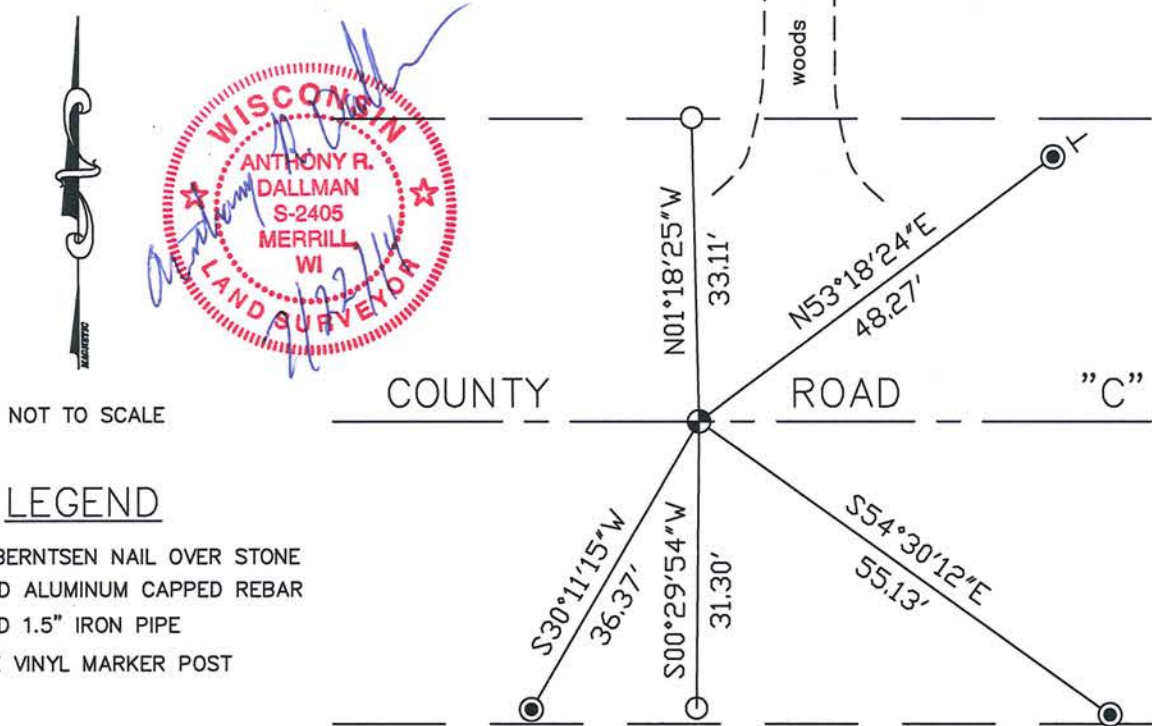 woods
WISCONSIN
ANTHONY R.
DALLMAN
S-2405
MERRILL,
WI
LAND SURVEYOR
N01°18'25"W
33.11'
N53°18'24"E
48.27'
COUNTY ROAD "C"
NOT TO SCALE
LEGEND
BERNTSEN NAIL OVER STONE
D ALUMINUM CAPPED REBAR
D 1.5" IRON PIPE
VINYL MARKER POST
S30°11'15"W
36.37'
S00°29'54"W
31.30'
S54°30'12"E
55.13'